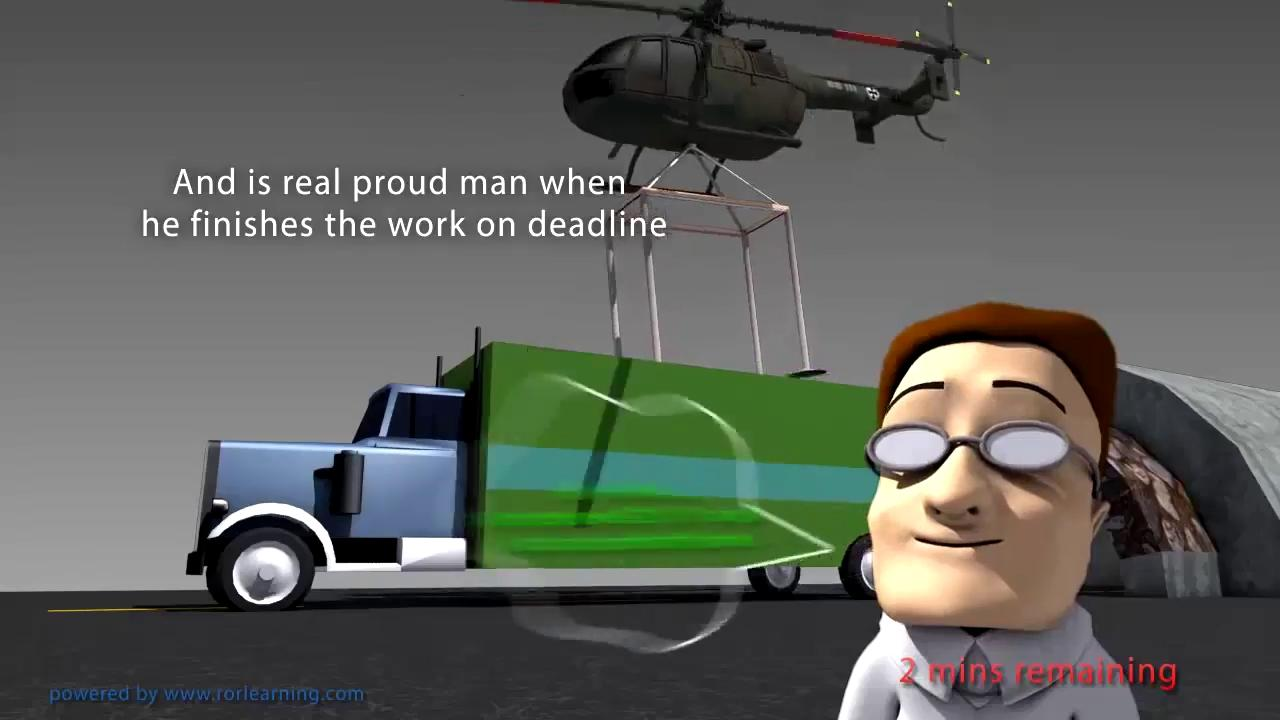 And is real proud man when
he finishes the work on deadline
2 mins remaining
powered by www.rorlearning.com